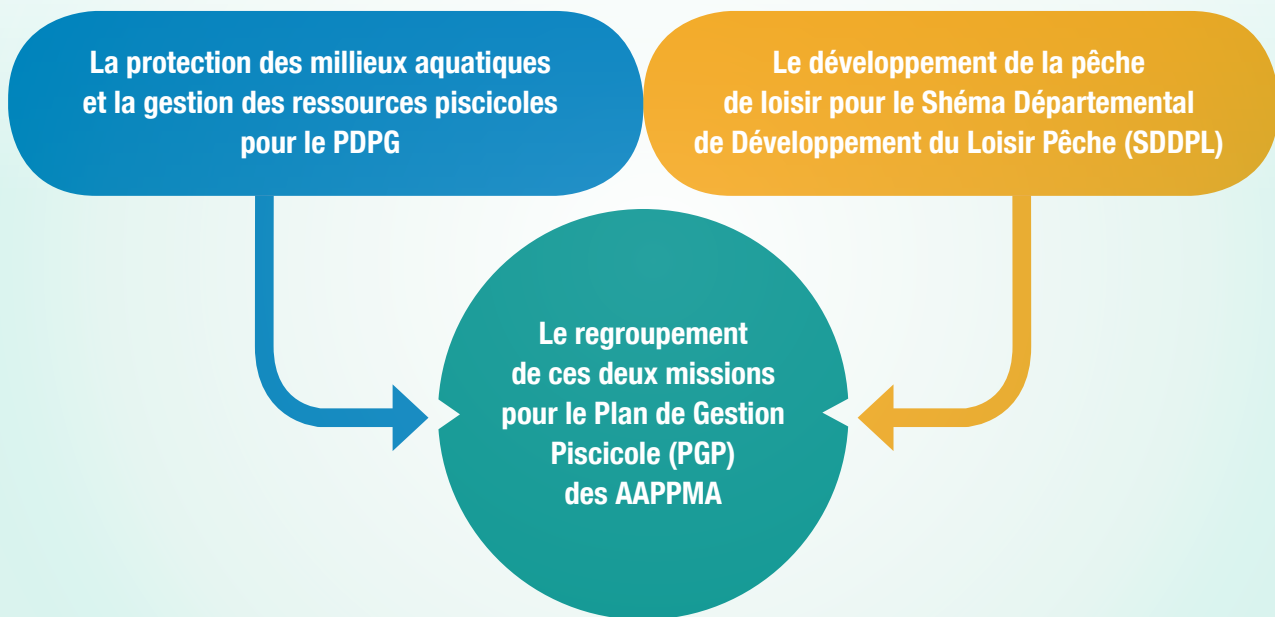 La protection des millieux aquatiques
et la gestion des ressources piscicoles
pour le PDPG
Le développement de la pêche
de loisir pour le Shéma Départemental
de Développement du Loisir Pêche (SDDPL)
Le regroupement
de ces deux missions
pour le Plan de Gestion
Piscicole (PGP)
des AAPPMA